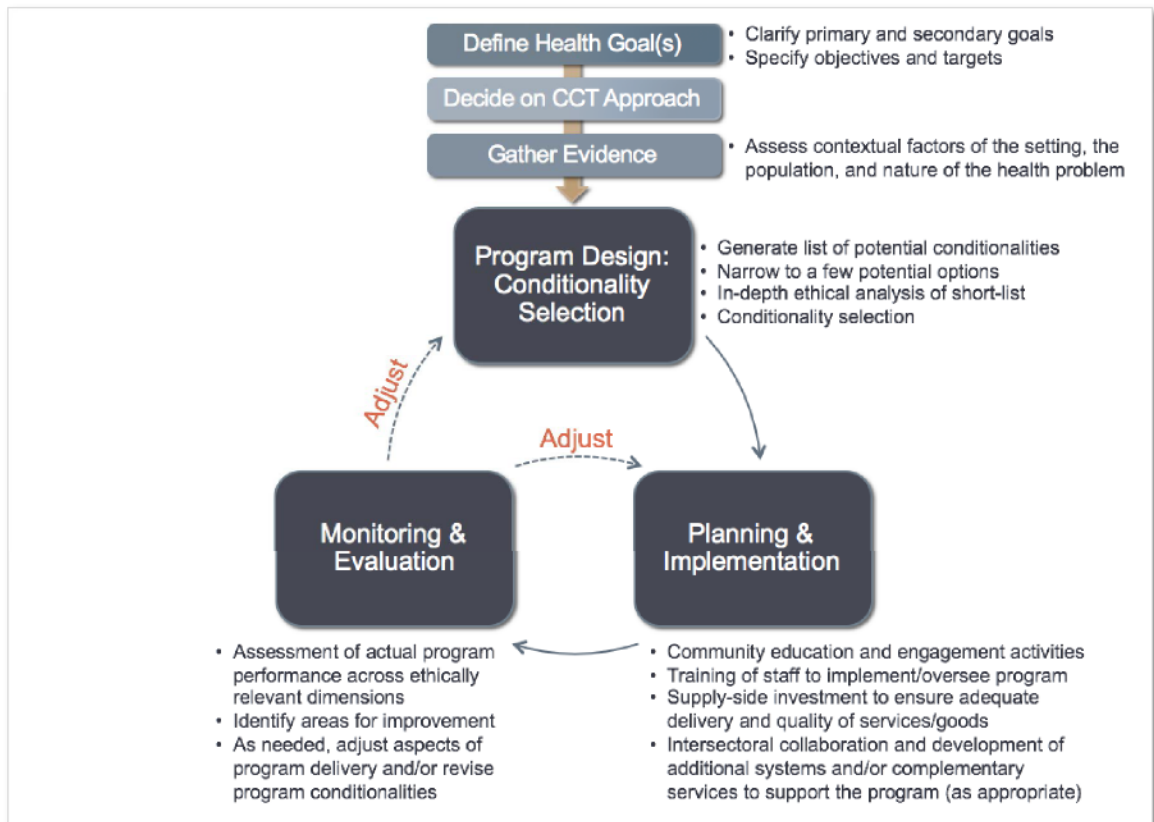 Define Health Goal(s)
• Clarify primary and secondary goals
• Specify objectives and targets
Decide on CCT Approach
Gather Evidence
• Assess contextual factors of the setting, the
population, and nature of the health problem
Program Design:
Conditionality
Selection
• Generate list of potential conditionalities
• Narrow to a few potential options
• In-depth ethical analysis of short-list
• Conditionality selection
Adjust
Adjust
Monitoring &
Evaluation
Planning &
Implementation
• Assessment of actual program
performance across ethically
relevant dimensions
• Identify areas for improvement
• As needed, adjust aspects of
program delivery and/or revise
program conditionalities
• Community education and engagement activities
• Training of staff to implement/oversee program
• Supply-side investment to ensure adequate
delivery and quality of services/goods
• Intersectoral collaboration and development of
additional systems and/or complementary
services to support the program (as appropriate)